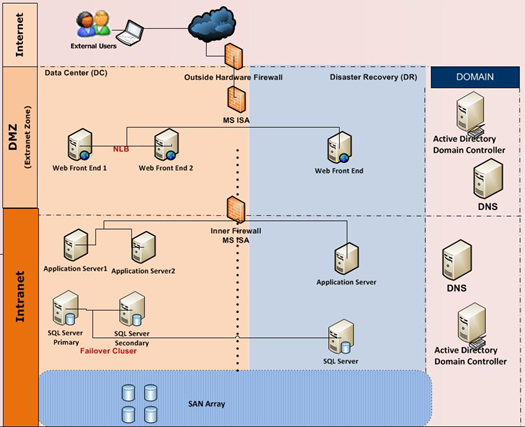 Internet
External Users
Outside Hardware Firewall
DMZ
(Extranet Zone)
Data Center (DC)
Disaster Recovery (DR)
DOMAIN
MS ISA
NLB
Web Front End 1
Web Front End 2
Web Front End
Active Directory
Domain Controller
DNS
Intranet
Inner Firewall
MS ISA
Application Server1
Application Server2
Application Server
DNS
SQL Server
Primary
SQL Server
Secondary
Failover Cluser
SQL Server
Active Directory
Domain Controller
SAN Array